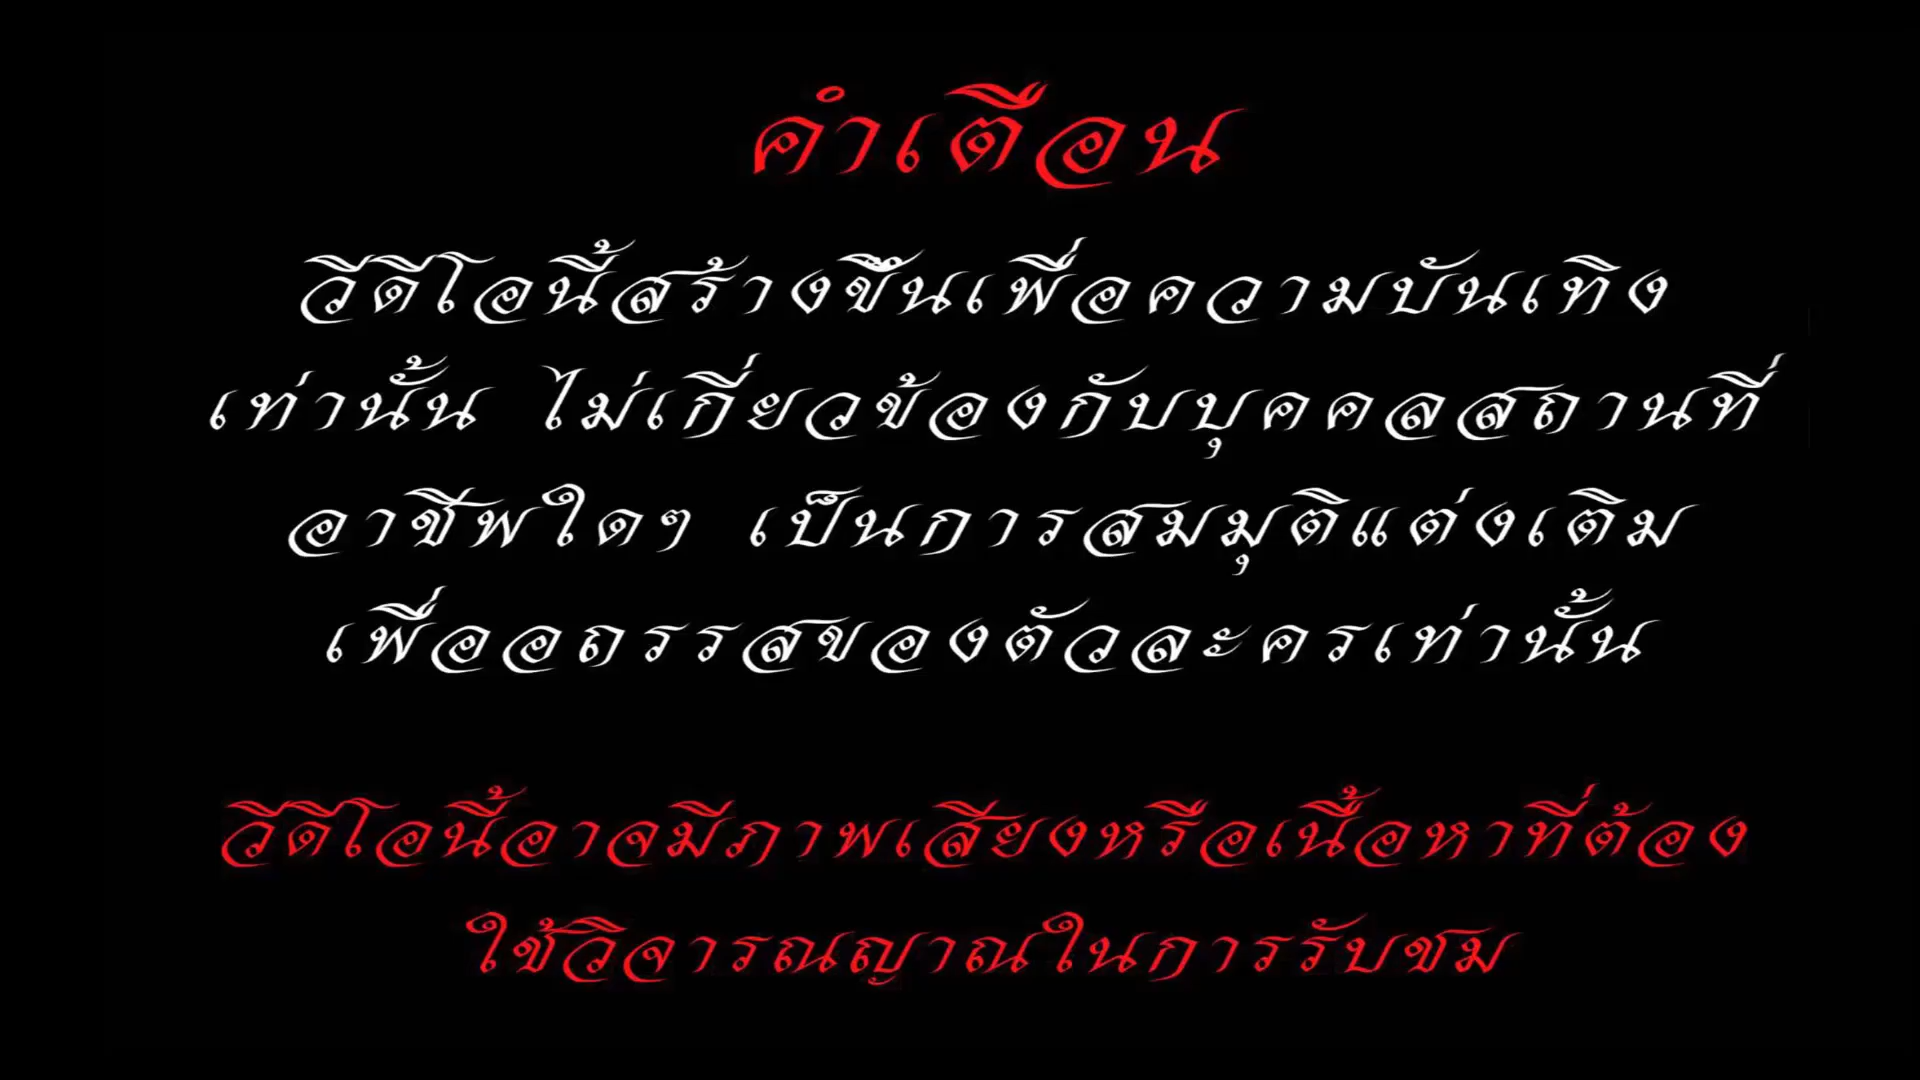 คำเตือน
วีดีโอนี้สร้างขึ้นเพื่อความบันเทิง
เท่านั้น ไม่เกี่ยวข้องกับบุคคลสถานที่
อาชีพใดๆ เป็นการสมมุติแต่งเติม
เพื่ออถรรสของตัวละครเท่านั้น
วีดีโอนี้อาจมีภาพเสียงหรือเนื้อหาที่ต้อง
ใช้วิจารณญาณในการรับชม